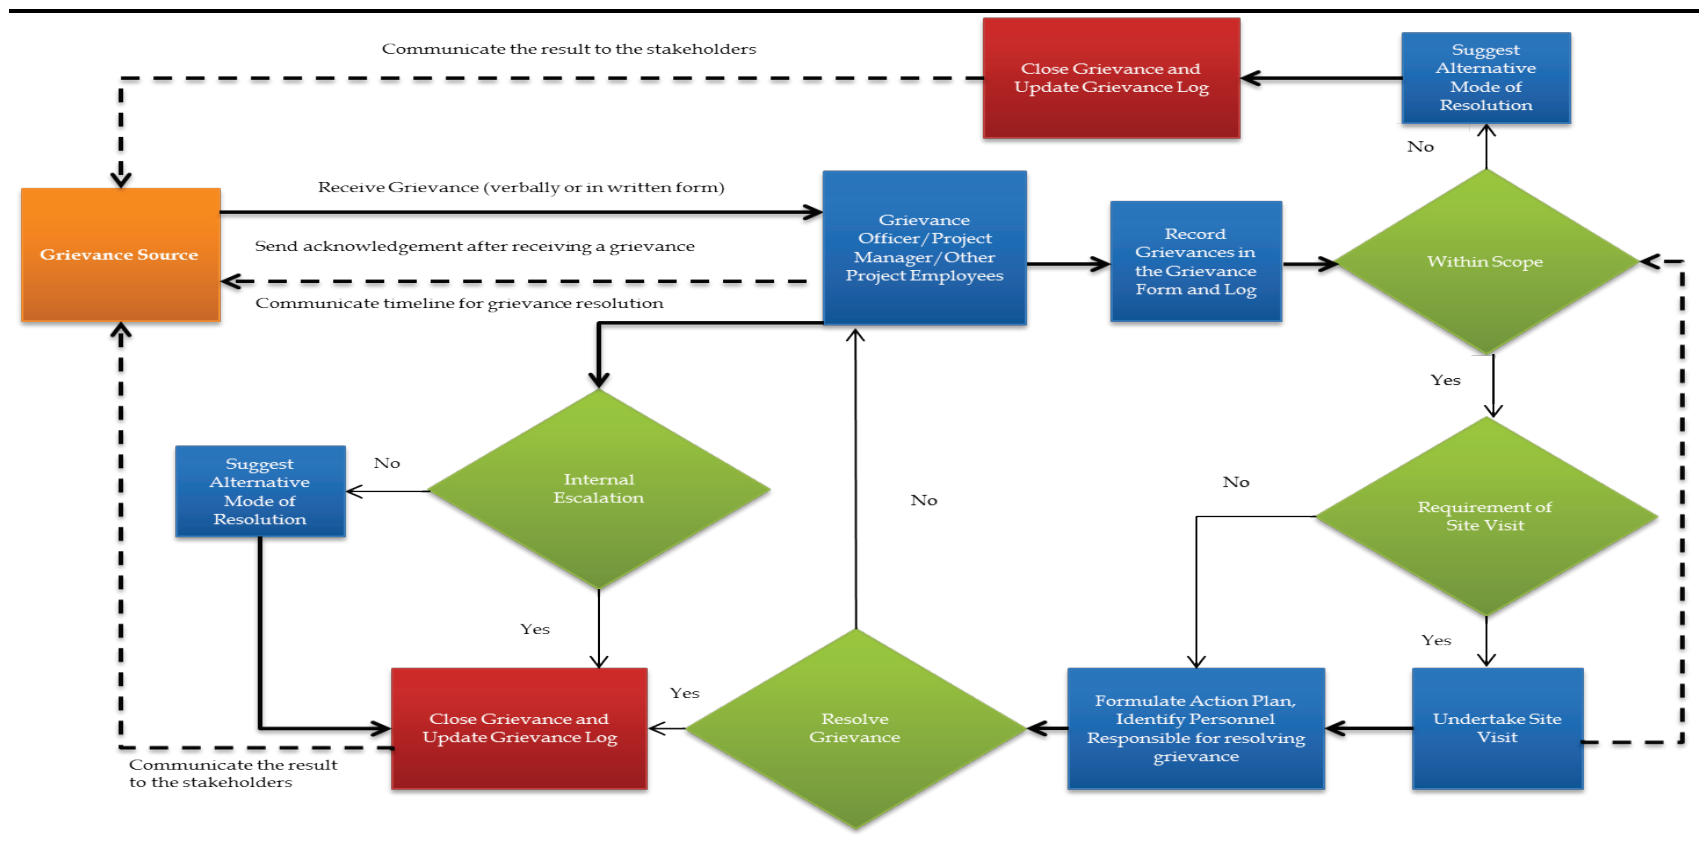 Communicate the result to the stakeholders
Close Grievance and
Update Grievance Log
Suggest
Alternative
Mode of
Resolution
No
Receive Grievance (verbally or in written form)
Grievance Source
Send acknowledgement after receiving a grievance
Communicate timeline for grievance resolution
Grievance
Officer/Project
Manager/Other
Project Employees
Record
Grievances in
the Grievance
Form and Log
Within Scope
Yes
Suggest
Alternative
Mode of
Resolution
No
Internal
Escalation
No
No
Requirement of
Site Visit
Yes
Yes
Close Grievance and
Update Grievance Log
Yes
Resolve
Grievance
Formulate Action Plan,
Identify Personnel
Responsible for resolving
grievance
Undertake Site
Visit
Communicate the result
to the stakeholders